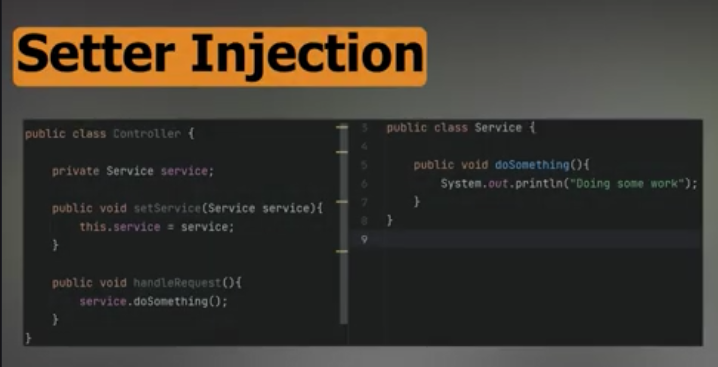 Setter Injection
public class Controller {
private Service service;
public void setService(Service service){
this.service = service;
}
public void handleRequest(){
service.doSomething();
}
}
3 public class Service {
4
5 public void doSomething(){
6 System.out.println("Doing some work");
7 }
8 }
9